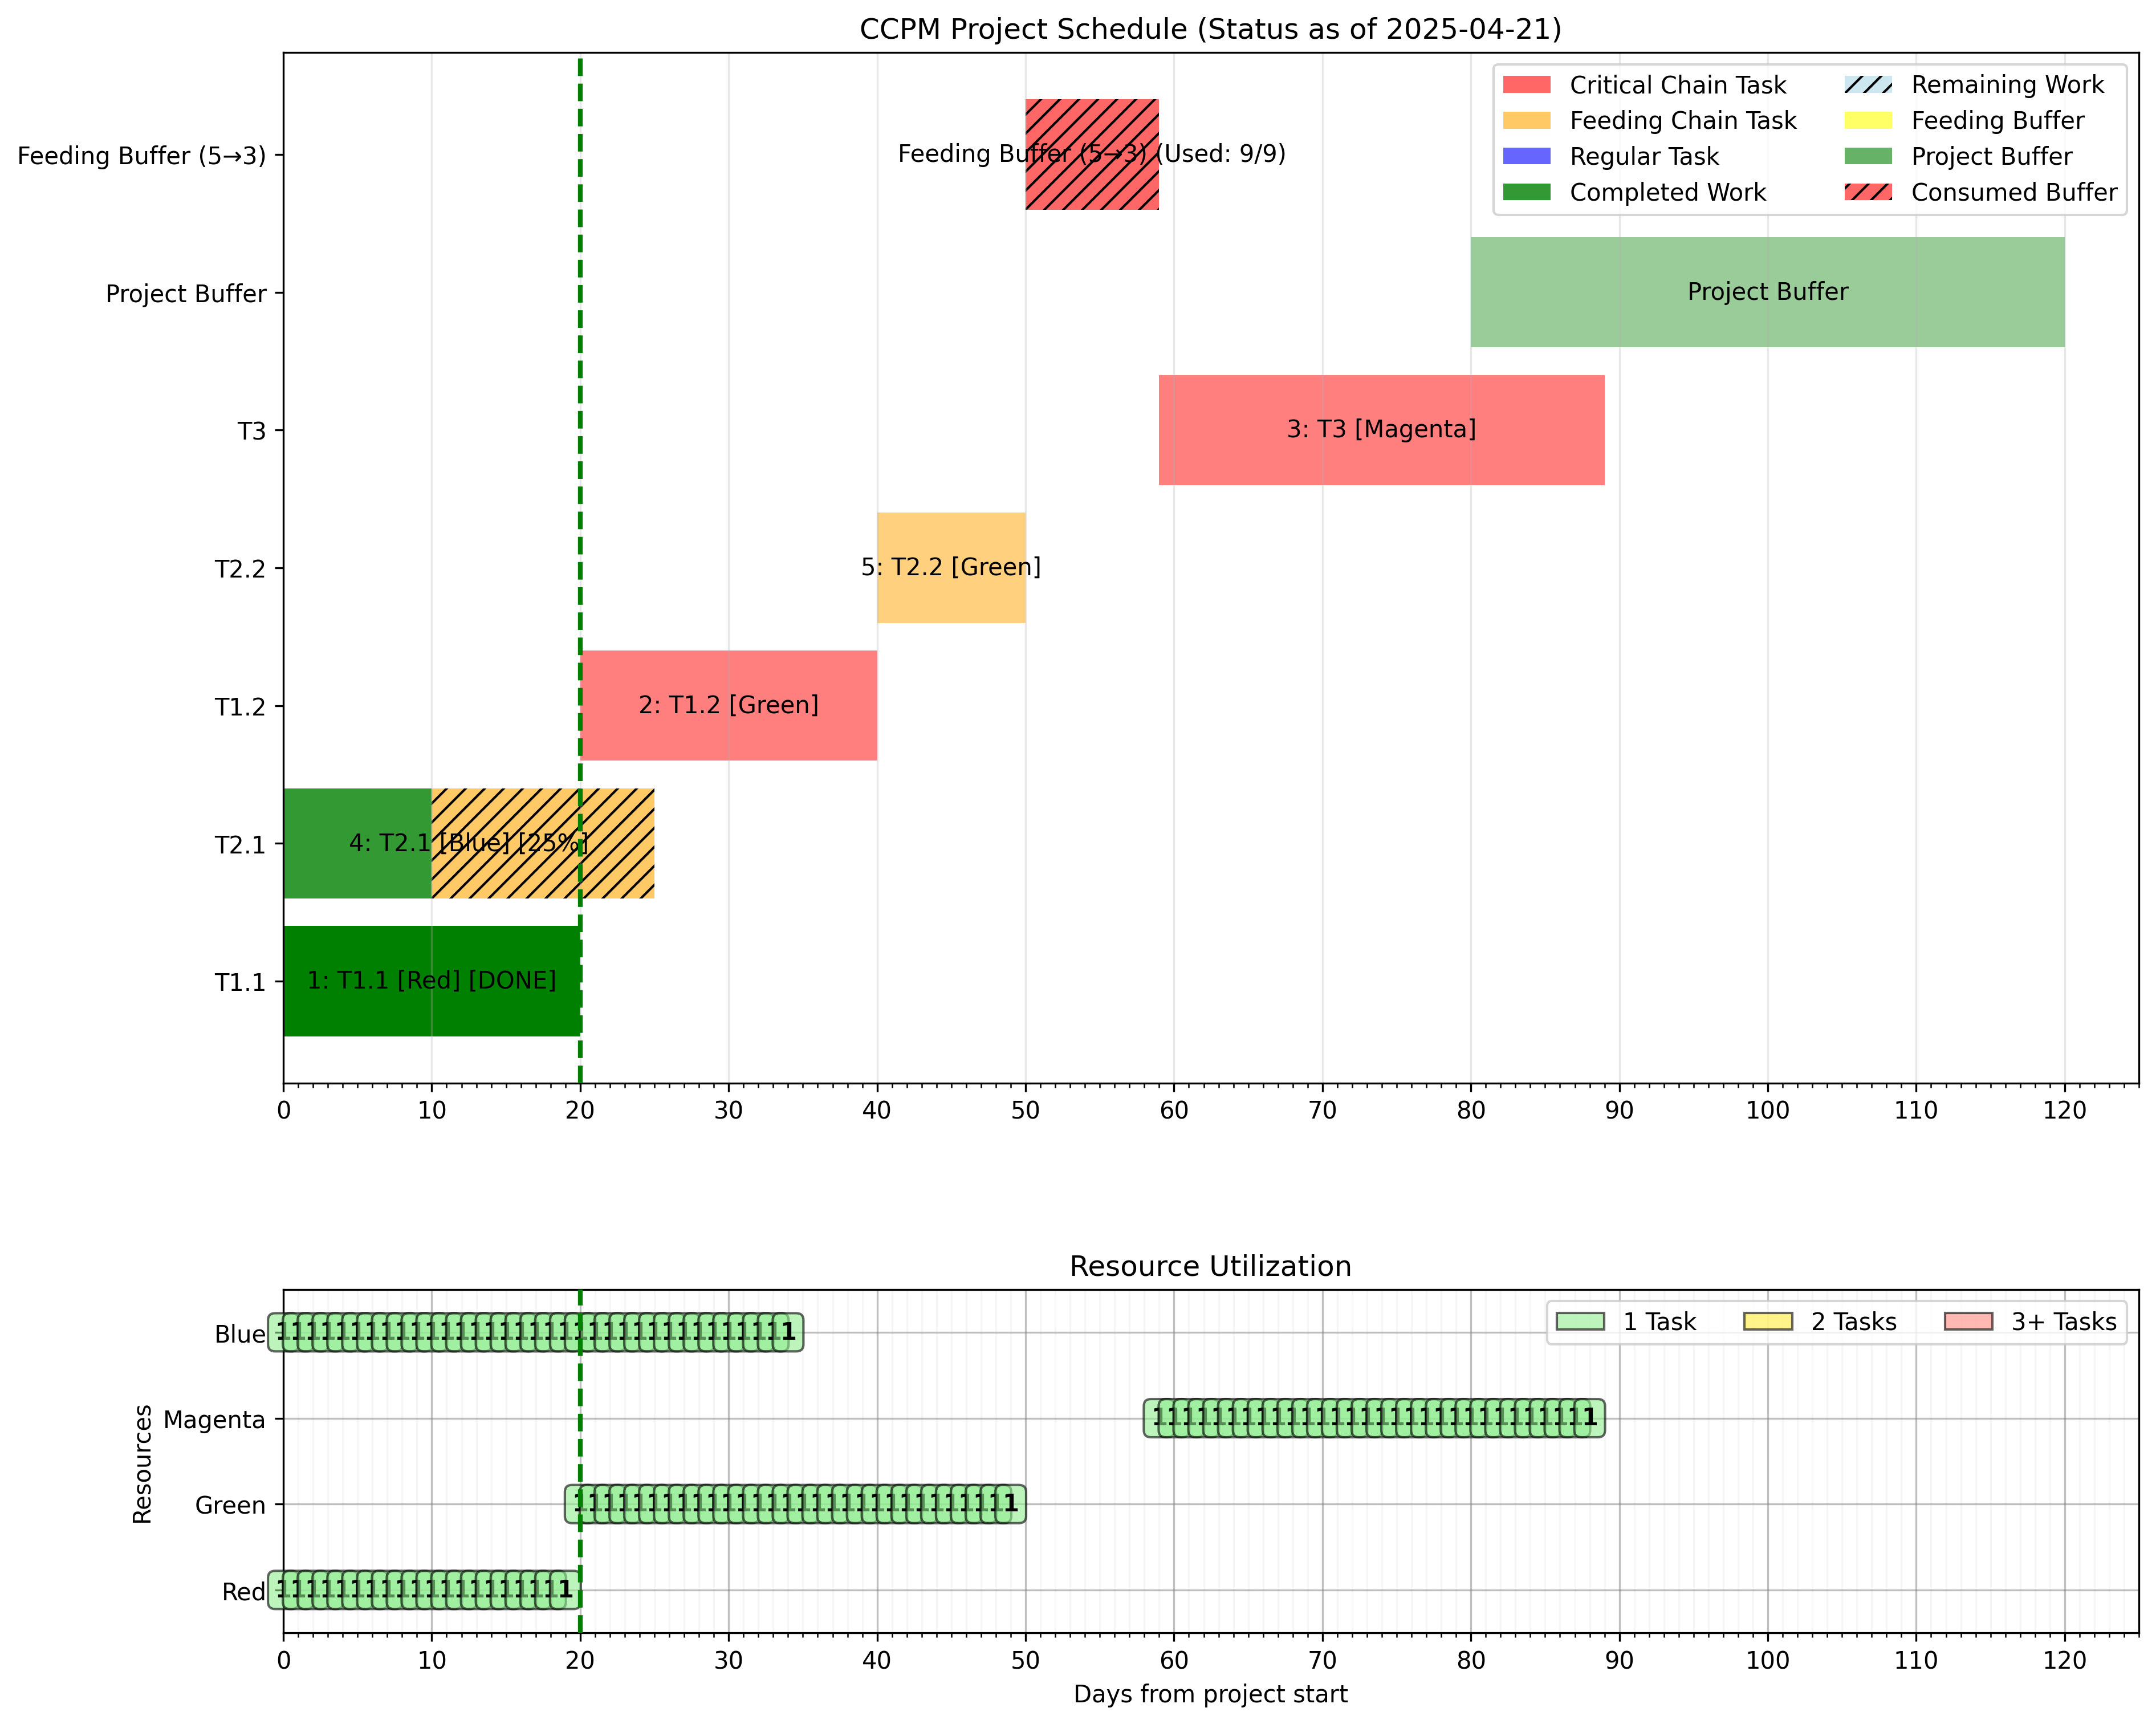 CCPM Project Schedule (Status as of 2025-04-21)
Critical Chain Task
Feeding Chain Task
Regular Task
Completed Work
Remaining Work
Feeding Buffer
Project Buffer
Consumed Buffer
Feeding Buffer (5→3)
Feeding Buffer (5→3) (Used: 9/9)
Project Buffer
Project Buffer
T3
3: T3 [Magenta]
T2.2
5: T2.2 [Green]
T1.2
2: T1.2 [Green]
T2.1
4: T2.1 [Blue] [25%]
T1.1
1: T1.1 [Red] [DONE]
0 10 20 30 40 50 60 70 80 90 100 110 120
Resource Utilization
1 Task 2 Tasks 3+ Tasks
Resources
Blue
11111111111111111111111111111111111
Magenta
111111111111111111111111111111
Green
111111111111111111111111111111
Red
11111111111111111111
0 10 20 30 40 50 60 70 80 90 100 110 120
Days from project start